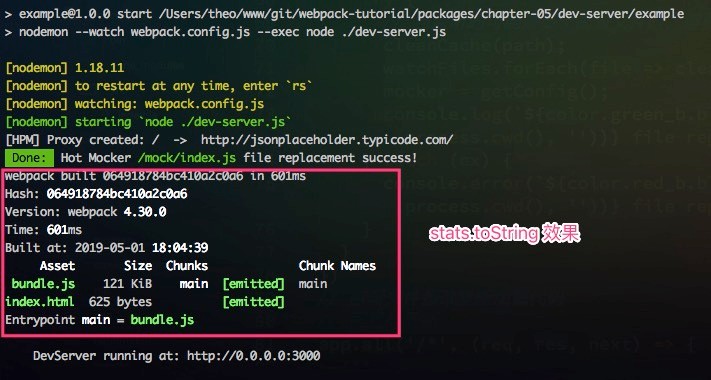 > example@1.0.0 start /Users/theo/www/git/webpack-tutorial/packages/chapter-05/dev-server/example
> nodemon --watch webpack.config.js --exec node ./dev-server.js
[nodemon] 1.18.11
[nodemon] to restart at any time, enter `rs`
[nodemon] watching: webpack.config.js
[nodemon] starting `node ./dev-server.js`
[HPM] Proxy created: /  ->  http://jsonplaceholder.typicode.com/
Done: Hot Mocker /mock/index.js file replacement success!
webpack built 064918784bc410a2c0a6 in 601ms
Hash: 064918784bc410a2c0a6
Version: webpack 4.30.0
Time: 601ms
Built at: 2019-05-01 18:04:39
Asset Size Chunks Chunk Names
bundle.js 121 KiB main [emitted] main
index.html 625 bytes [emitted]
Entrypoint main = bundle.js
stats.toString 效果
DevServer running at: http://0.0.0.0:3000